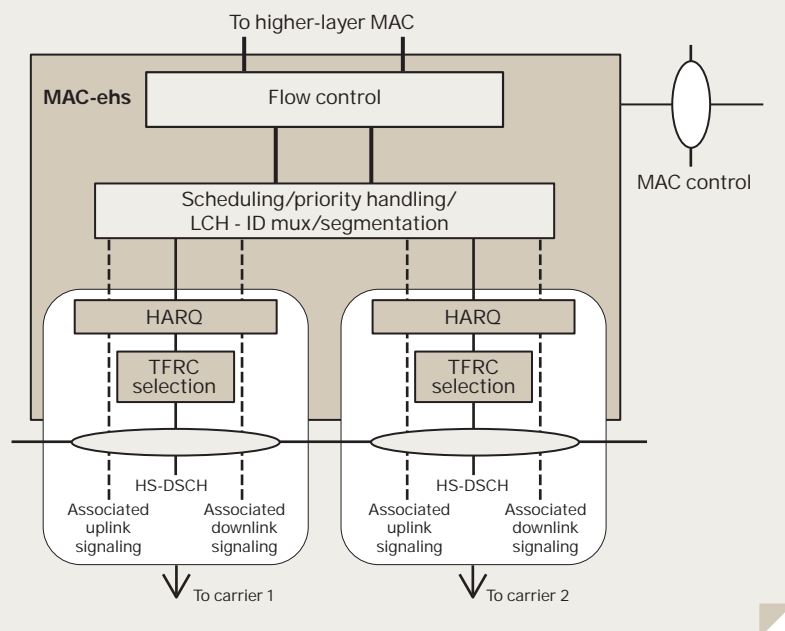 To higher-layer MAC
MAC-ehs
Flow control
Scheduling/priority handling/
LCH - ID mux/segmentation
MAC control
HARQ
HARQ
TFRC
selection
TFRC
selection
HS-DSCH
HS-DSCH
Associated
uplink
signaling
Associated
downlink
signaling
Associated
uplink
signaling
Associated
downlink
signaling
To carrier 1
To carrier 2